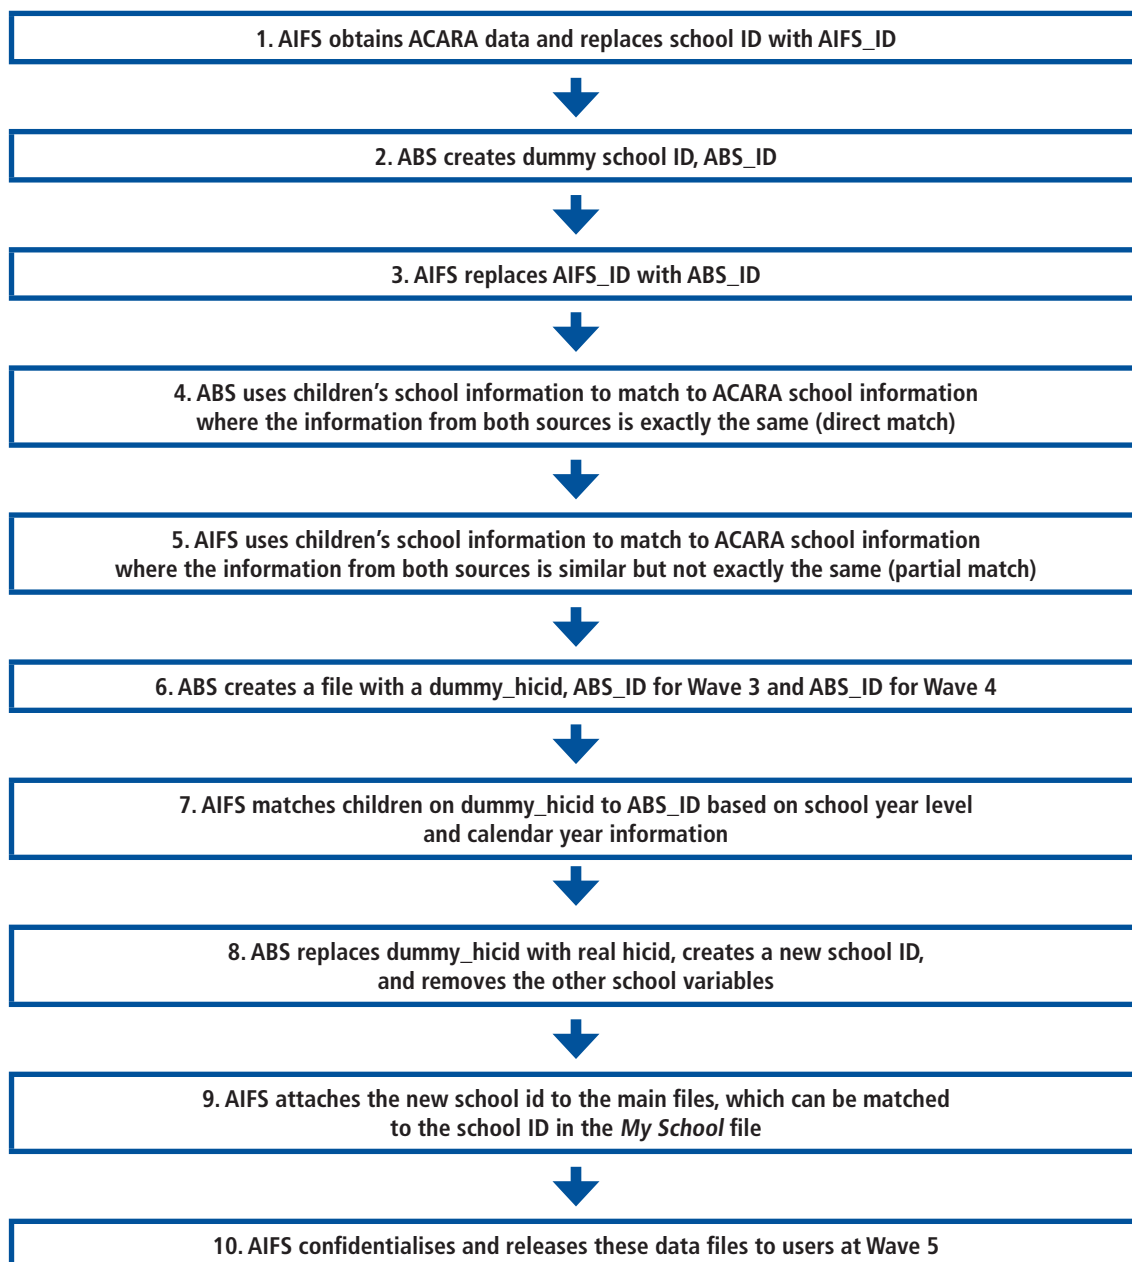 1. AIFS obtains ACARA data and replaces school ID with AIFS_ID
2. ABS creates dummy school ID, ABS_ID
3. AIFS replaces AIFS_ID with ABS_ID
4. ABS uses children’s school information to match to ACARA school information
where the information from both sources is exactly the same (direct match)
5. AIFS uses children’s school information to match to ACARA school information
where the information from both sources is similar but not exactly the same (partial match)
6. ABS creates a file with a dummy_hicid, ABS_ID for Wave 3 and ABS_ID for Wave 4
7. AIFS matches children on dummy_hicid to ABS_ID based on school year level
and calendar year information
8. ABS replaces dummy_hicid with real hicid, creates a new school ID,
and removes the other school variables
9. AIFS attaches the new school id to the main files, which can be matched
to the school ID in the My School file
10. AIFS confidentialises and releases these data files to users at Wave 5